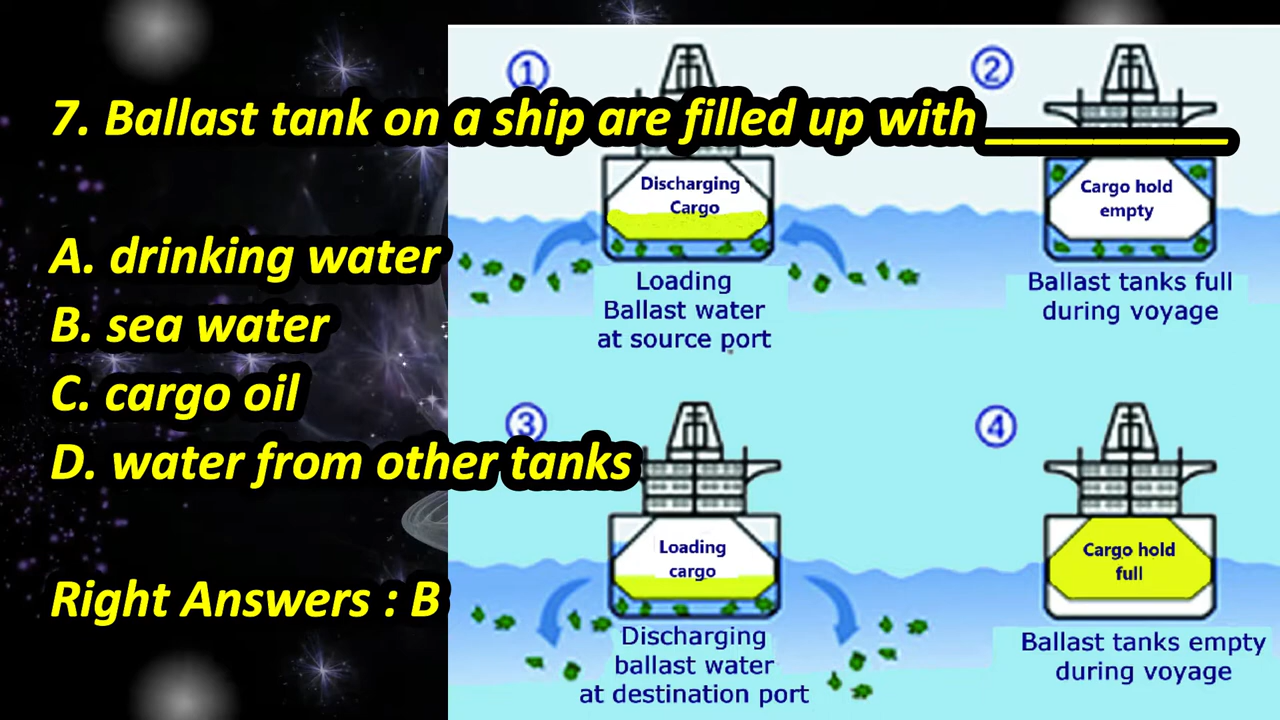 7. Ballast tank on a ship are filled up with__________
A. drinking water
B. sea water
C. cargo oil
D. water from other tanks
Right Answers : B
1
Discharging
Cargo
Loading
Ballast water
at source port
2
Cargo hold
empty
Ballast tanks full
during voyage
3
Loading
cargo
Discharging
ballast water
at destination port
4
Cargo hold
full
Ballast tanks empty
during voyage